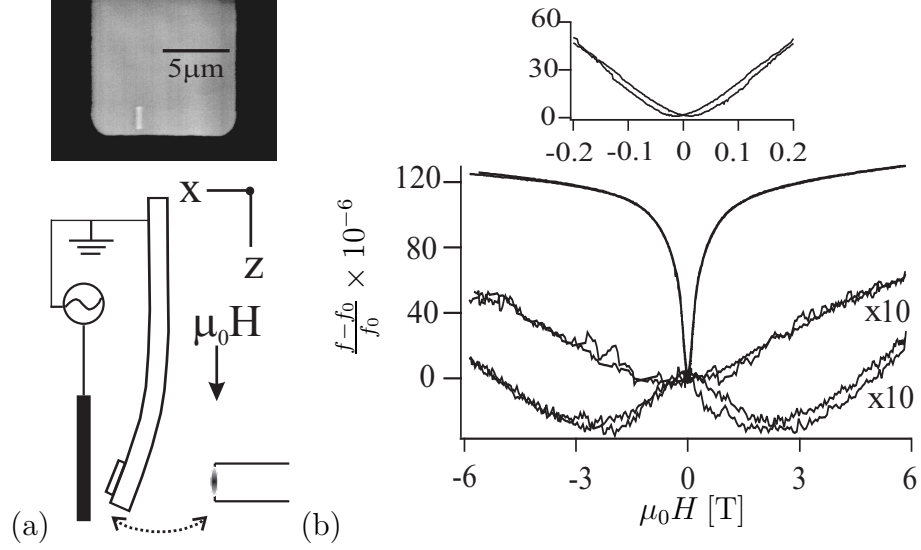 5μm
x
z
μ₀H
(a)
60
30
0
-0.2 -0.1 0 0.1 0.2
120
80
40
0
x10
x10
-6 -3 0 3 6
μ₀H [T]
f−f₀/f₀ × 10⁻⁶
(b)